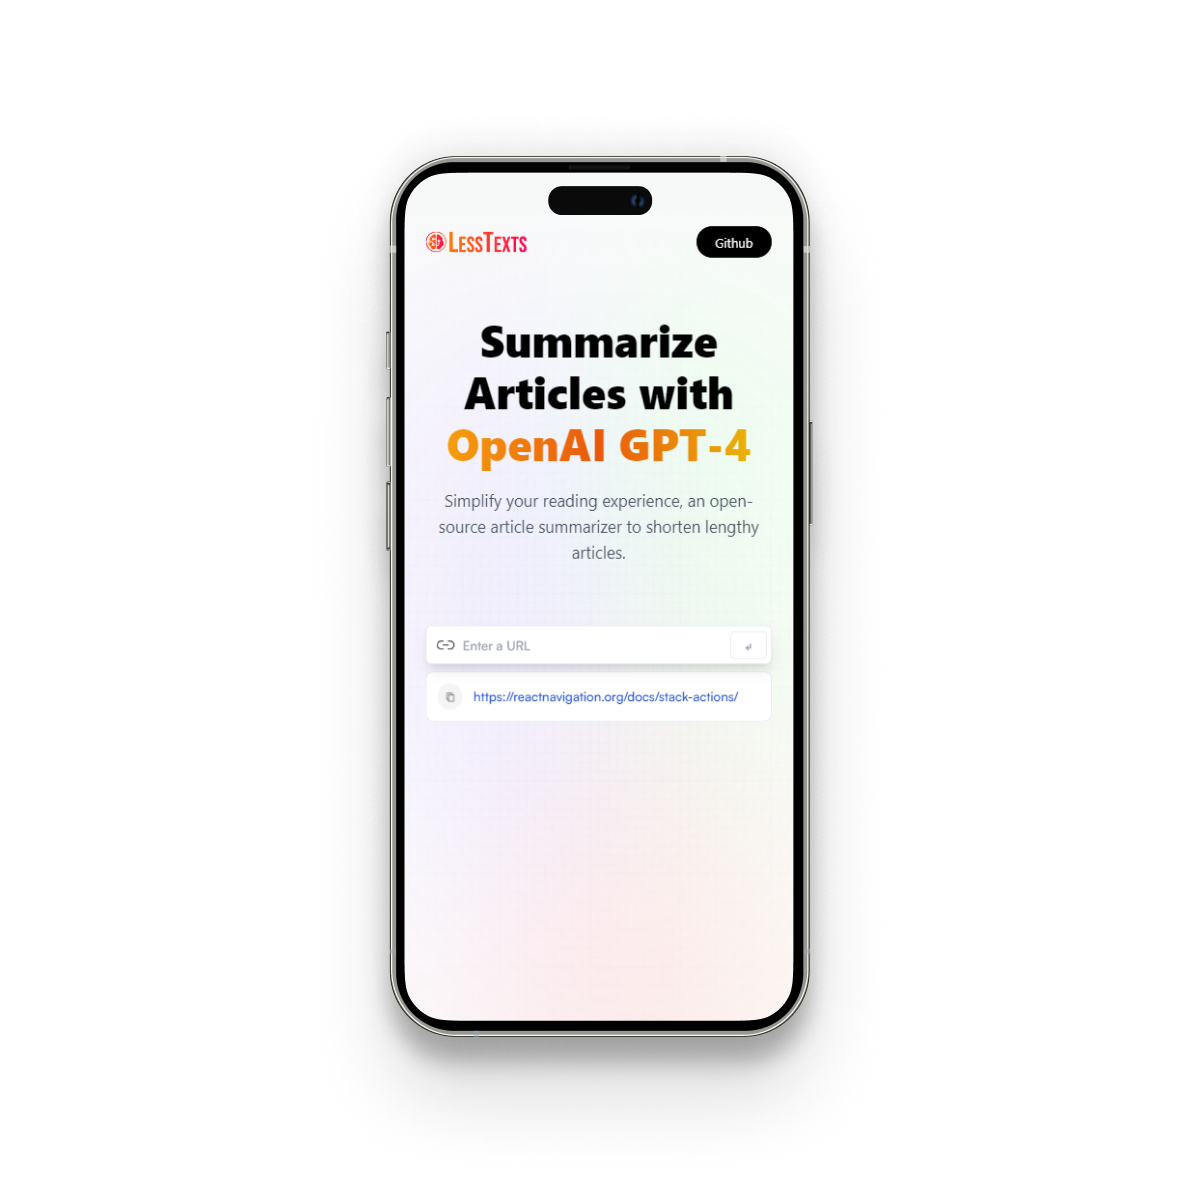 LESSTEXTS
Github
Summarize
Articles with
OpenAI GPT-4
Simplify your reading experience, an open-
source article summarizer to shorten lengthy
articles.
Enter a URL
https://reactnavigation.org/docs/stack-actions/